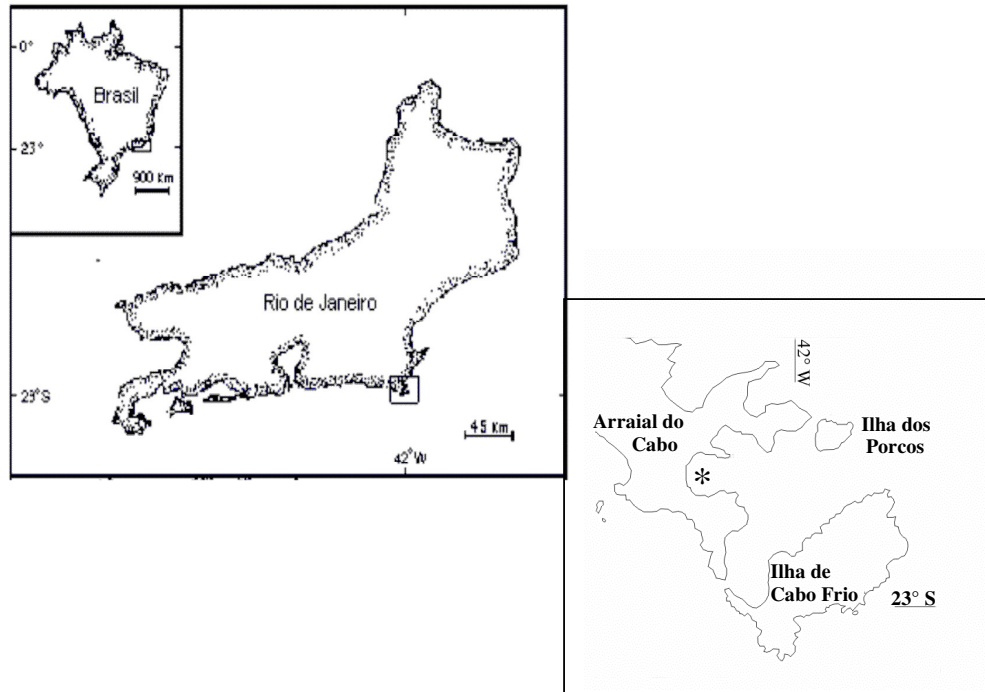 0°
Brasil
23°
900 Km
Rio de Janeiro
23°S
45 Km
42°W
42° W
Arraial do
Cabo
Ilha dos
Porcos
*
Ilha de
Cabo Frio
23° S